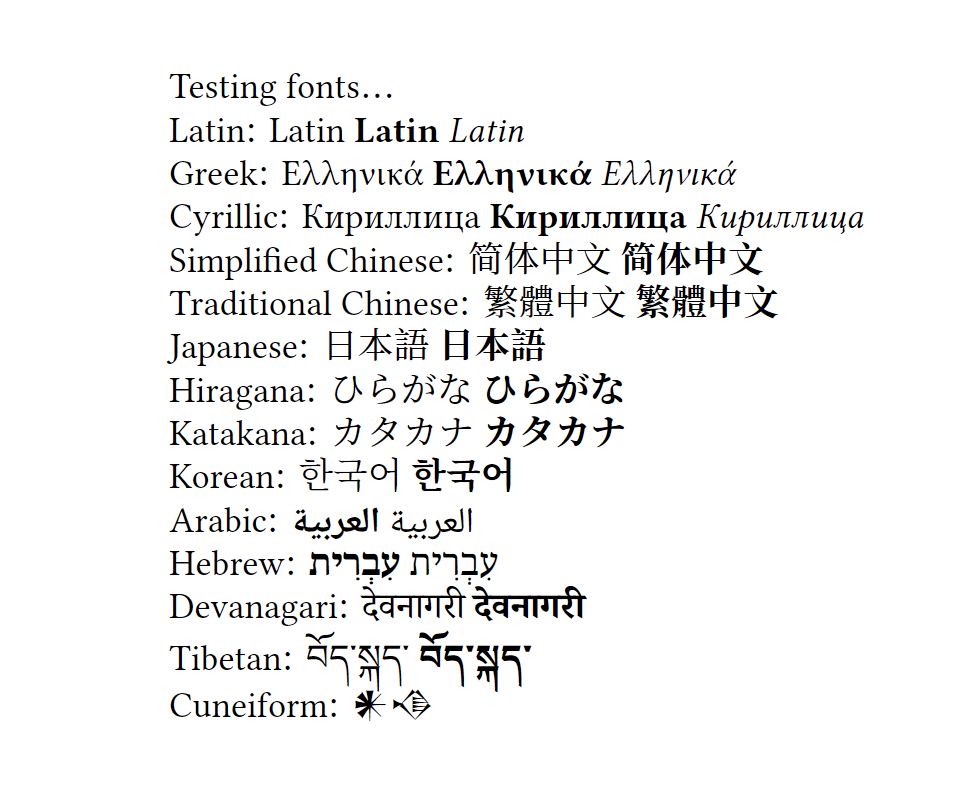 Testing fonts…
Latin: Latin Latin Latin
Greek: Ελληνικά Ελληνικά Ελληνικά
Cyrillic: Кириллица Кириллица Кириллица
Simplified Chinese: 简体中文 简体中文
Traditional Chinese: 繁體中文 繁體中文
Japanese: 日本語 日本語
Hiragana: ひらがな ひらがな
Katakana: カタカナ カタカナ
Korean: 한국어 한국어
Arabic: العربية العربية
Hebrew: עִבְרִית עִבְרִית
Devanagari: देवनागरी देवनागरी
Tibetan: བོད་སྐད་ བོད་སྐད་
Cuneiform: